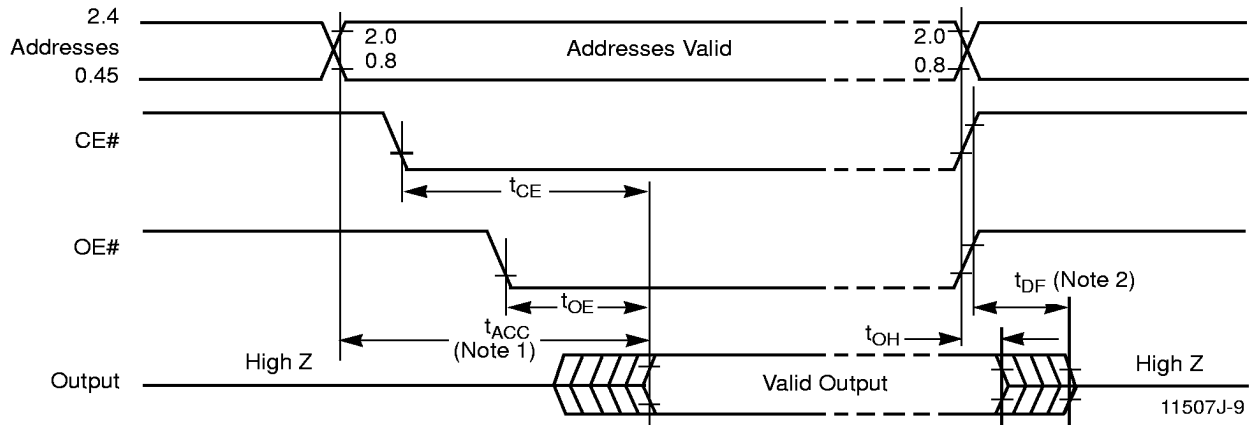 2.4
Addresses
0.45
2.0
0.8
Addresses Valid
2.0
0.8
CE#
tCE
OE#
tOE
tDF (Note 2)
tACC
(Note 1)
tOH
High Z
Output
Valid Output
High Z
11507J-9